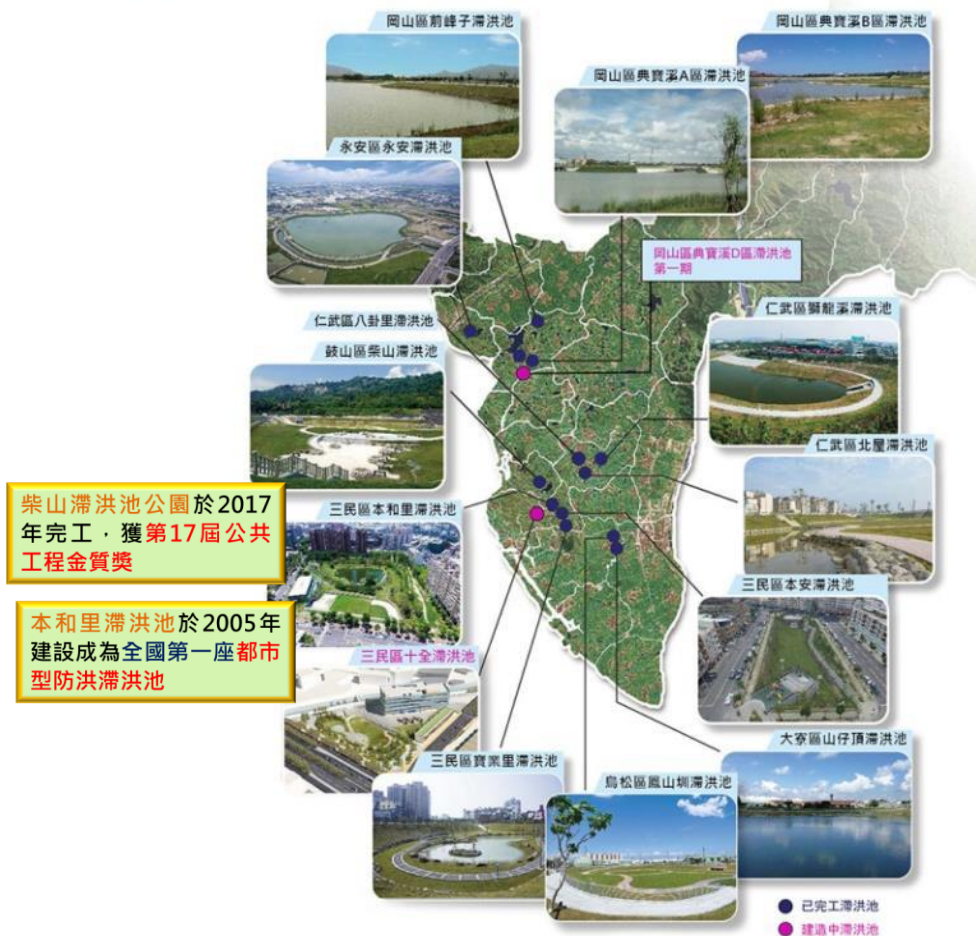 岡山區前峰子滯洪池
岡山區典寶溪B區滯洪池
岡山區典寶溪A區滯洪池
永安區永安滯洪池
岡山區典寶溪D區滯洪池
第一期
仁武區八卦里滯洪池
仁武區獅龍溪滯洪池
鼓山區柴山滯洪池
仁武區北屋滯洪池
柴山滯洪池公園於2017
年完工，獲第17屆公共
工程金質獎
三民區本和里滯洪池
三民區本安滯洪池
本和里滯洪池於2005年
建設成為全國第一座都市
型防洪滯洪池
三民區十全滯洪池
大寮區山仔頂滯洪池
三民區寶業里滯洪池
鳥松區鳳山圳滯洪池
已完工滯洪池
建造中滯洪池